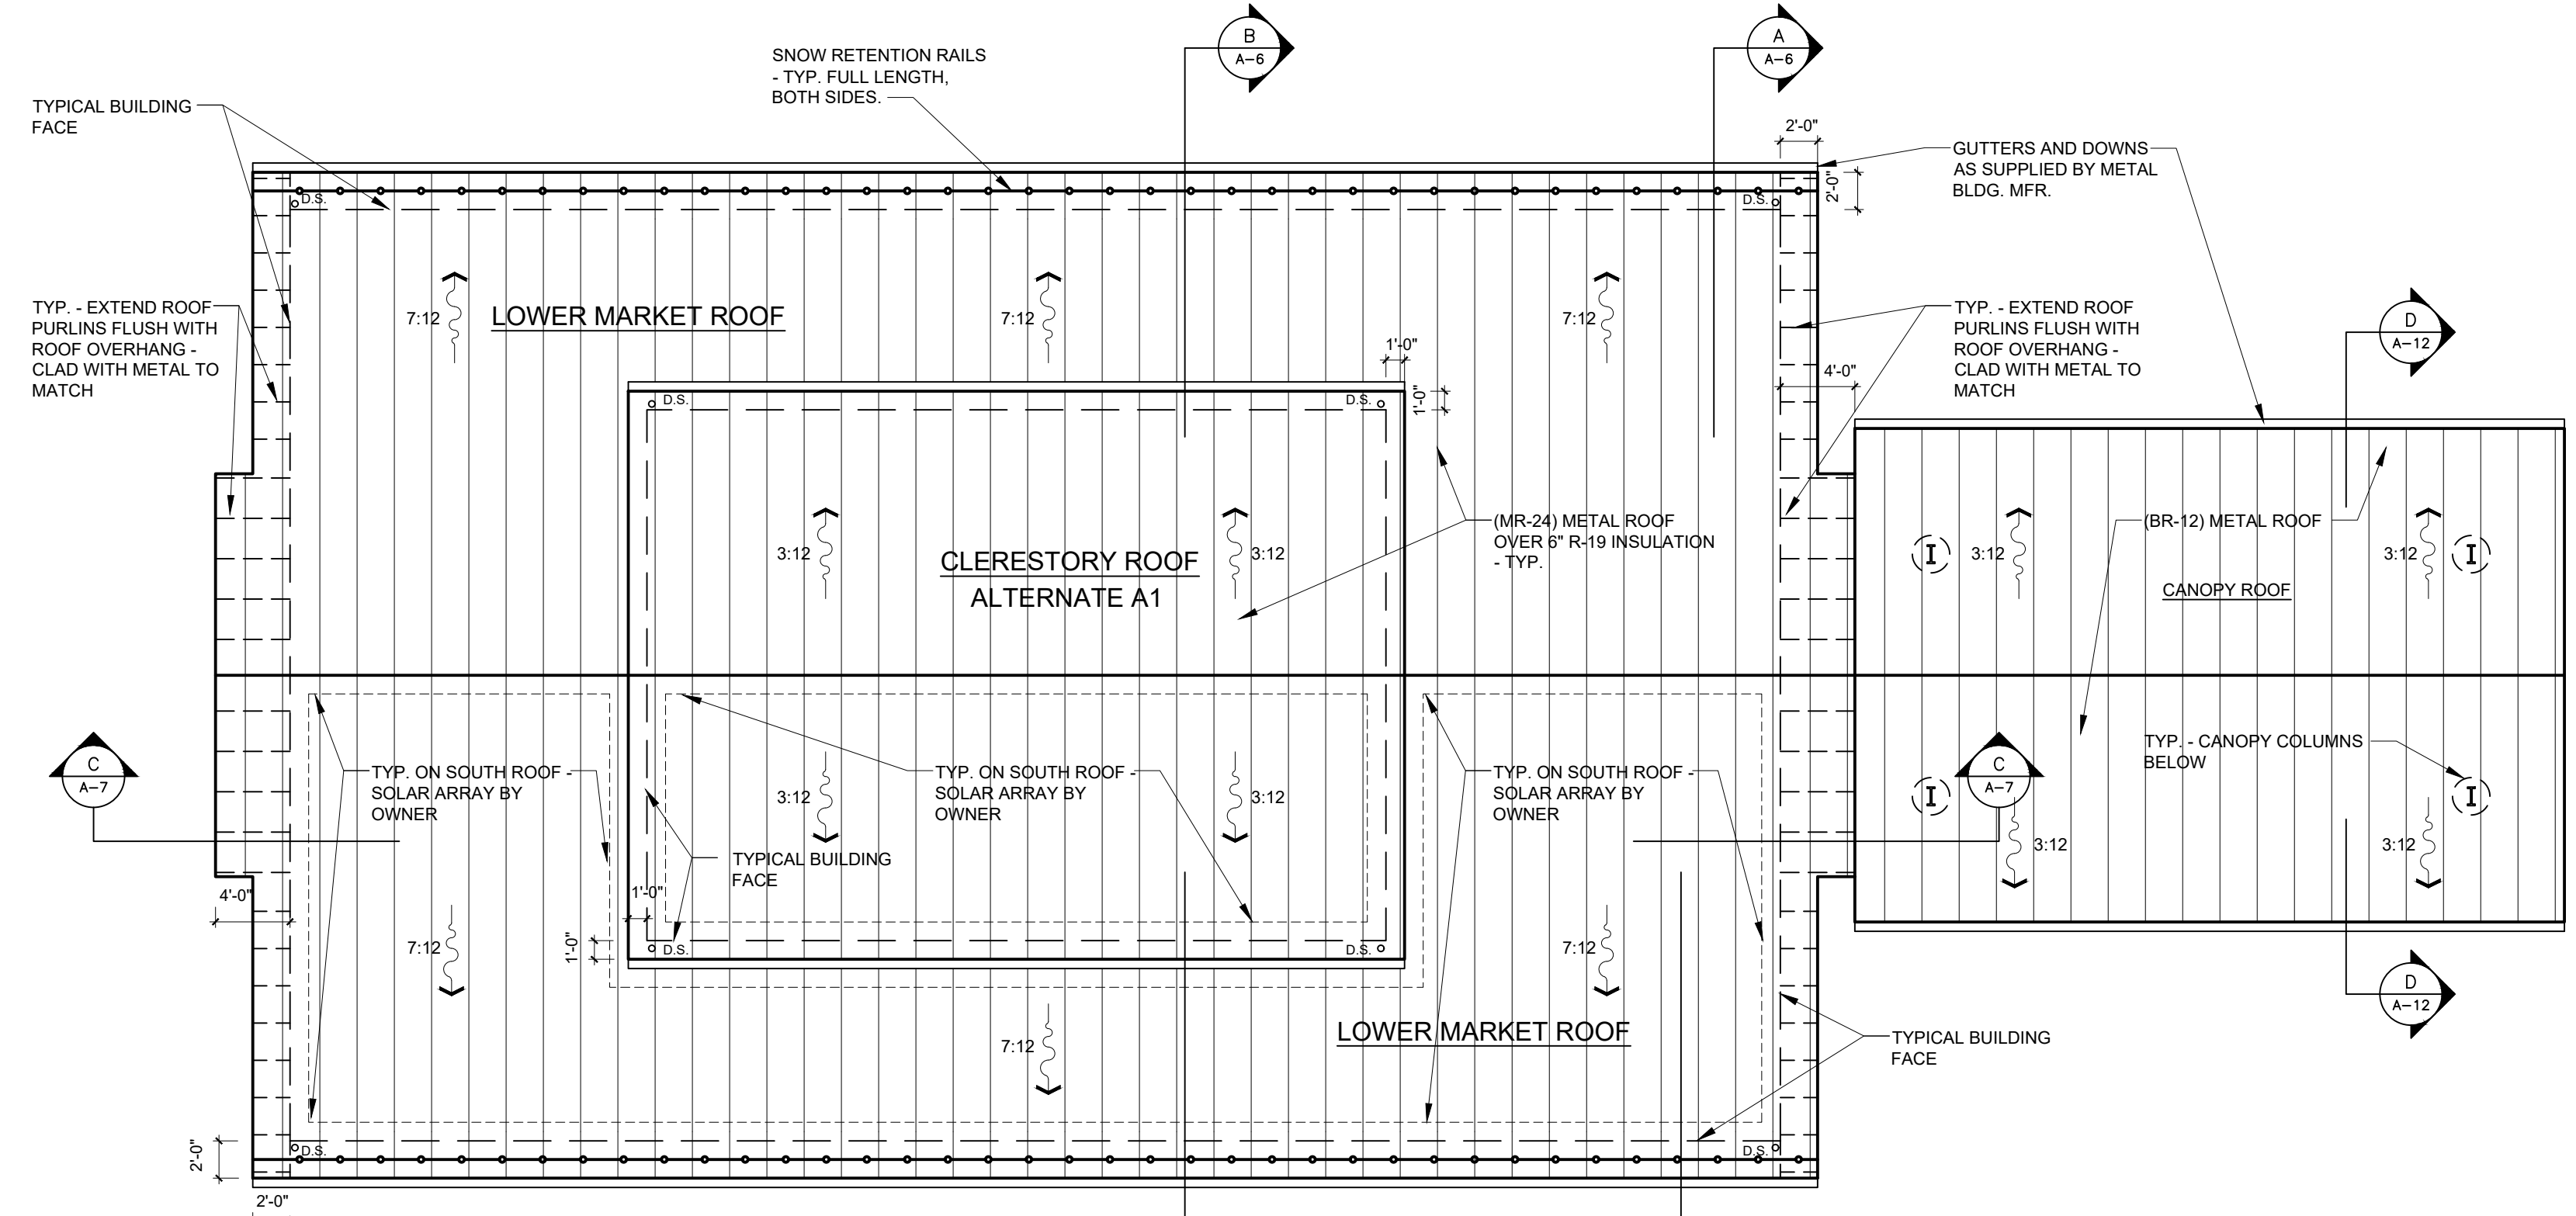 B
A-6
A
A-6
SNOW RETENTION RAILS
- TYP. FULL LENGTH,
BOTH SIDES.
TYPICAL BUILDING
FACE
2'-0"
GUTTERS AND DOWNS
AS SUPPLIED BY METAL
BLDG. MFR.
2'-0"
D.S.
D.S.
TYP. - EXTEND ROOF
PURLINS FLUSH WITH
ROOF OVERHANG -
CLAD WITH METAL TO
MATCH
7:12
LOWER MARKET ROOF
7:12
7:12
TYP. - EXTEND ROOF
PURLINS FLUSH WITH
ROOF OVERHANG -
CLAD WITH METAL TO
MATCH
D
A-12
1'-0"
4'-0"
1'-0"
D.S.
D.S.
3:12
CLERESTORY ROOF
ALTERNATE A1
3:12
(MR-24) METAL ROOF
OVER 6" R-19 INSULATION
- TYP.
(BR-12) METAL ROOF
3:12
3:12
CANOPY ROOF
C
A-7
TYP. ON SOUTH ROOF -
SOLAR ARRAY BY
OWNER
3:12
TYP. ON SOUTH ROOF -
SOLAR ARRAY BY
OWNER
3:12
TYP. ON SOUTH ROOF -
SOLAR ARRAY BY
OWNER
C
A-7
TYP. - CANOPY COLUMNS
BELOW
3:12
3:12
TYPICAL BUILDING
FACE
4'-0"
1'-0"
7:12
1'-0"
D.S.
D.S.
7:12
D
A-12
7:12
LOWER MARKET ROOF
TYPICAL BUILDING
FACE
2'-0"
D.S.
D.S.
2'-0"